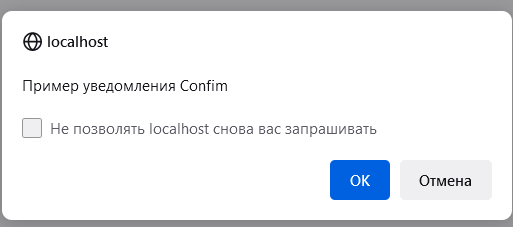 localhost
Пример уведомления Confim
Не позволять localhost снова вас запрашивать
OK
Отмена